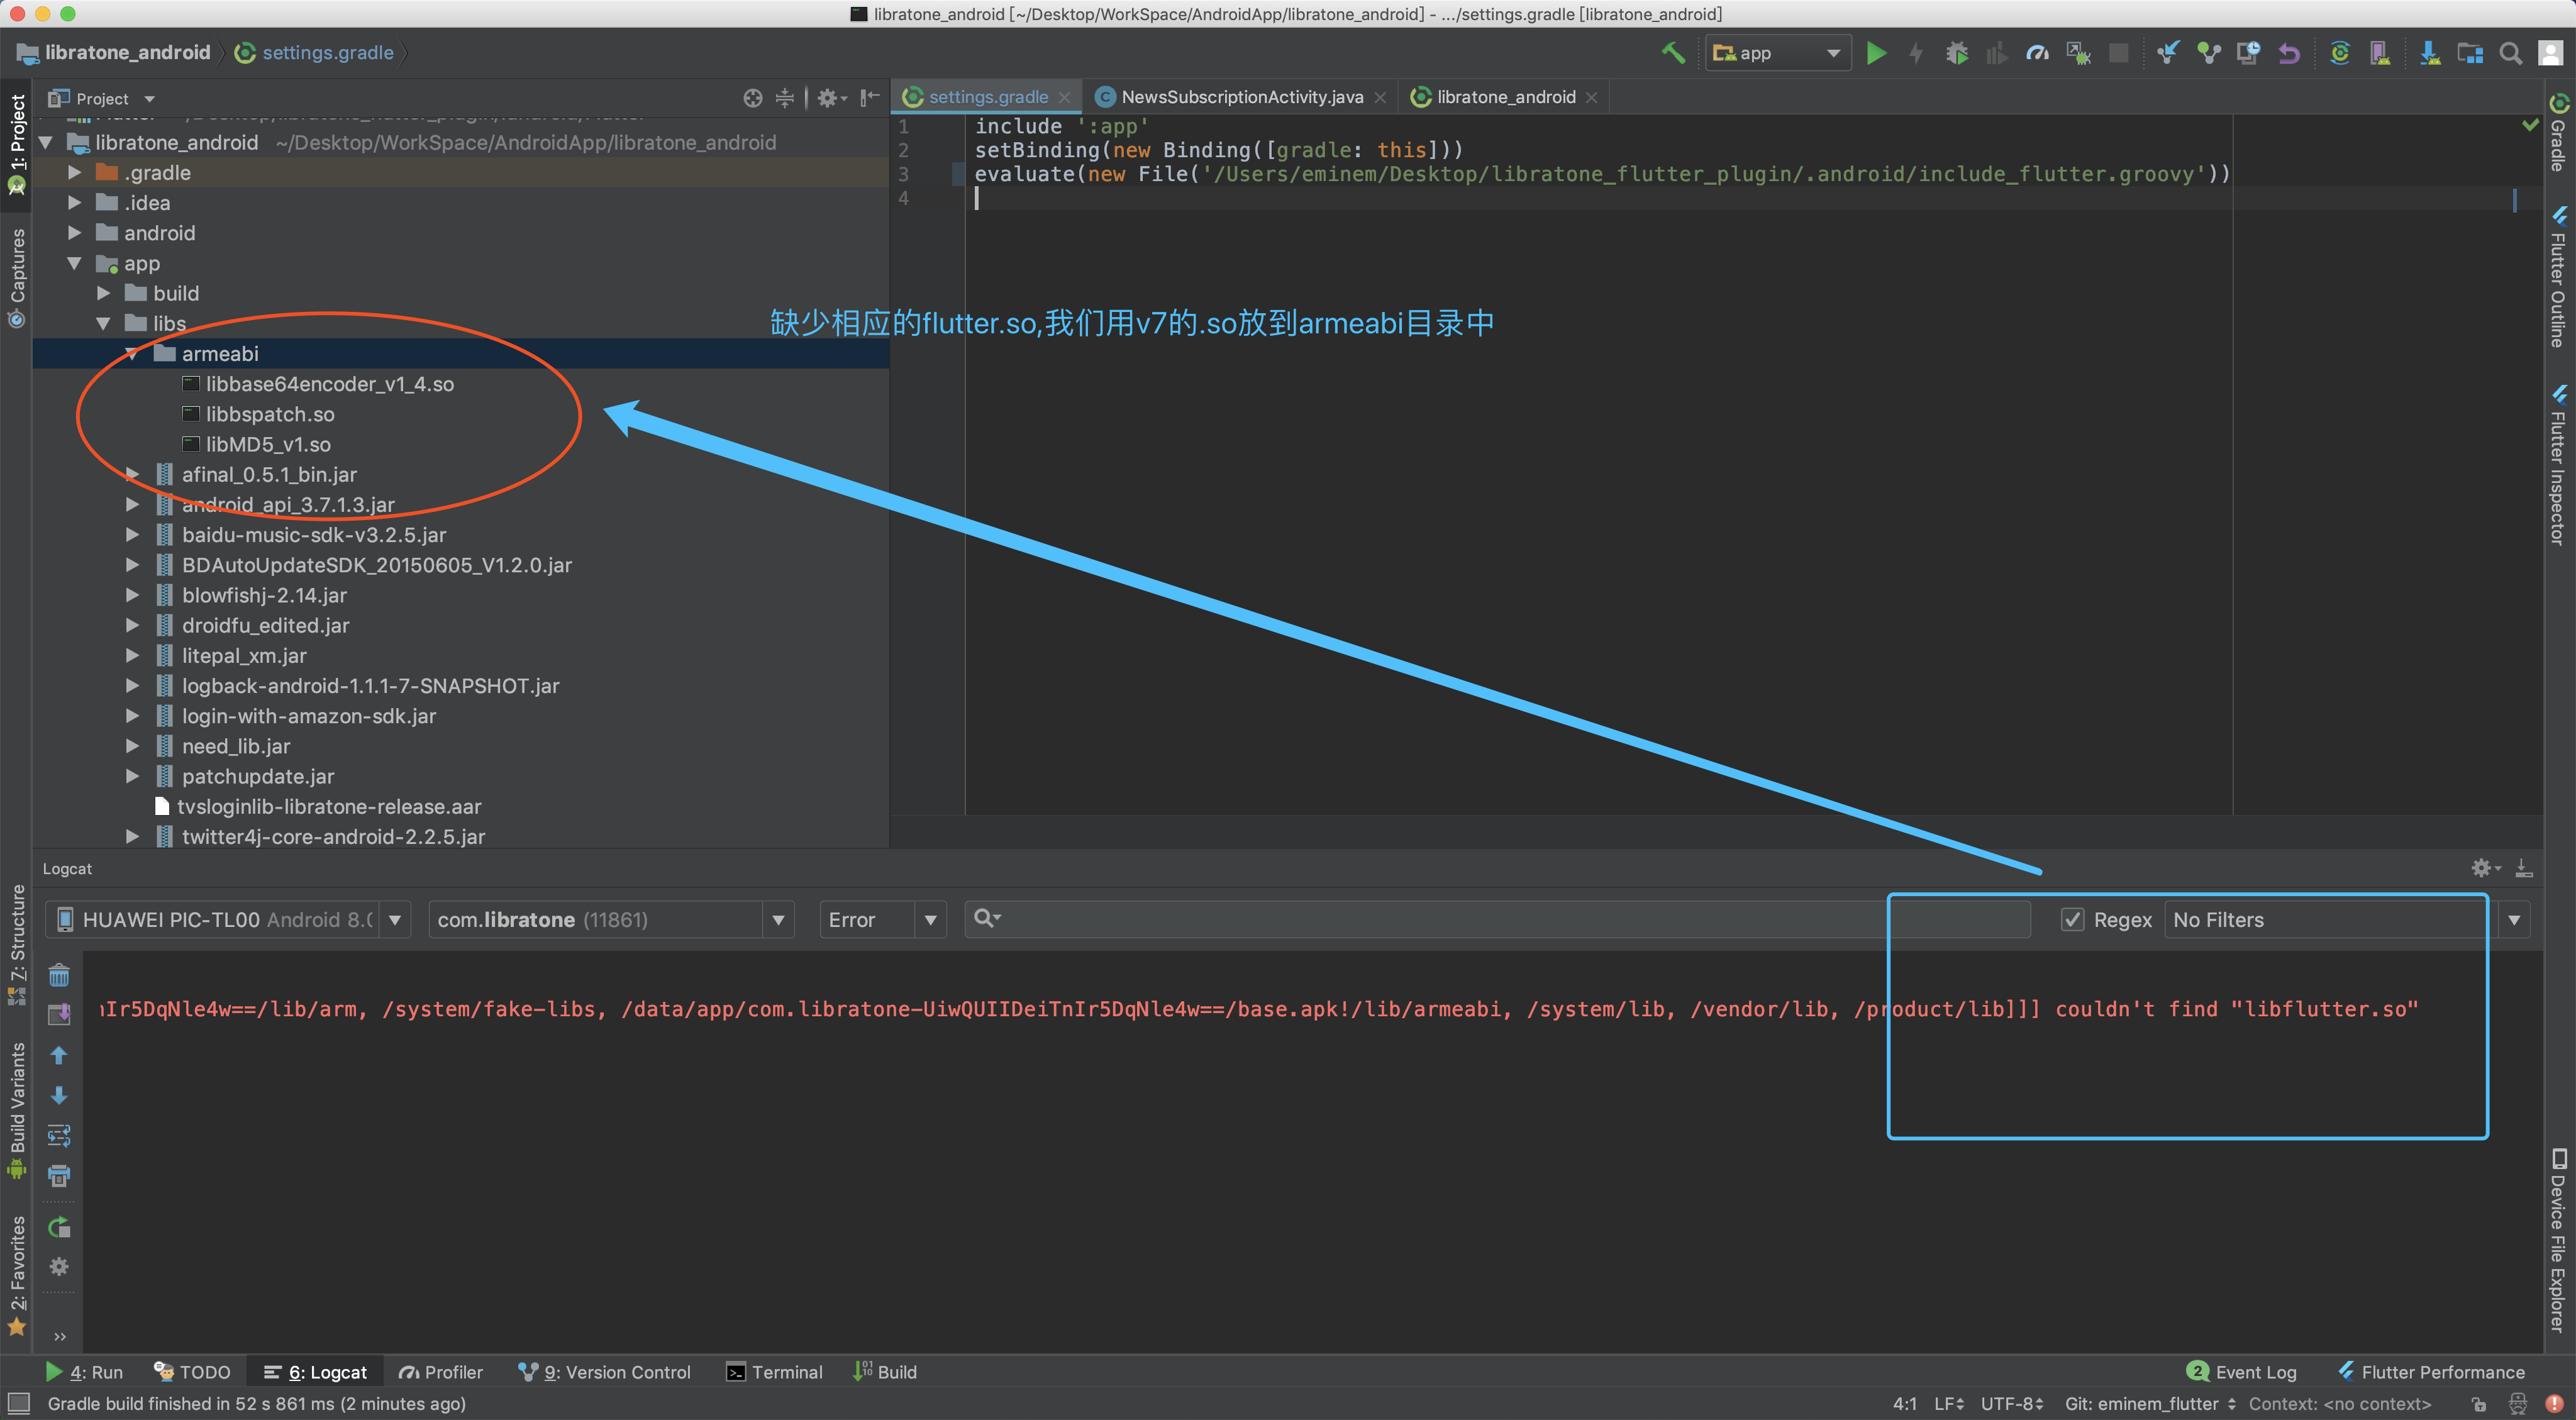 libratone_android [~/Desktop/WorkSpace/AndroidApp/libratone_android] - .../settings.gradle [libratone_android]
libratone_android settings.gradle
app
1: Project
Captures
7: Structure
Build Variants
2: Favorites
Project
libratone_android ~/Desktop/WorkSpace/AndroidApp/libratone_android
.gradle
.idea
android
app
build
libs
armeabi
libbase64encoder_v1_4.so
libbspatch.so
libMD5_v1.so
afinal_0.5.1_bin.jar
android_api_3.7.1.3.jar
baidu-music-sdk-v3.2.5.jar
BDAutoUpdateSDK_20150605_V1.2.0.jar
blowfishj-2.14.jar
droidfu_edited.jar
litepal_xm.jar
logback-android-1.1.1-7-SNAPSHOT.jar
login-with-amazon-sdk.jar
need_lib.jar
patchupdate.jar
tvsloginlib-libratone-release.aar
twitter4j-core-android-2.2.5.jar
settings.gradle NewsSubscriptionActivity.java libratone_android
1 include ':app'
2 setBinding(new Binding([gradle: this]))
3 evaluate(new File('/Users/eminem/Desktop/libratone_flutter_plugin/.android/include_flutter.groovy'))
4
缺少相应的flutter.so,我们用v7的.so放到armeabi目录中
Gradle
Flutter Outline
Flutter Inspector
Device File Explorer
Logcat
HUAWEI PIC-TL00 Android 8.0 com.libratone (11861) Error Regex No Filters
Ir5DqNle4w==/lib/arm, /system/fake-libs, /data/app/com.libratone-UiwQUIIDeiTnIr5DqNle4w==/base.apk!/lib/armeabi, /system/lib, /vendor/lib, /product/lib]]] couldn't find "libflutter.so"
4: Run TODO 6: Logcat Profiler 9: Version Control Terminal Build 2 Event Log Flutter Performance
Gradle build finished in 52 s 861 ms (2 minutes ago) 4:1 LF UTF-8 Git: eminem_flutter Context: <no context>